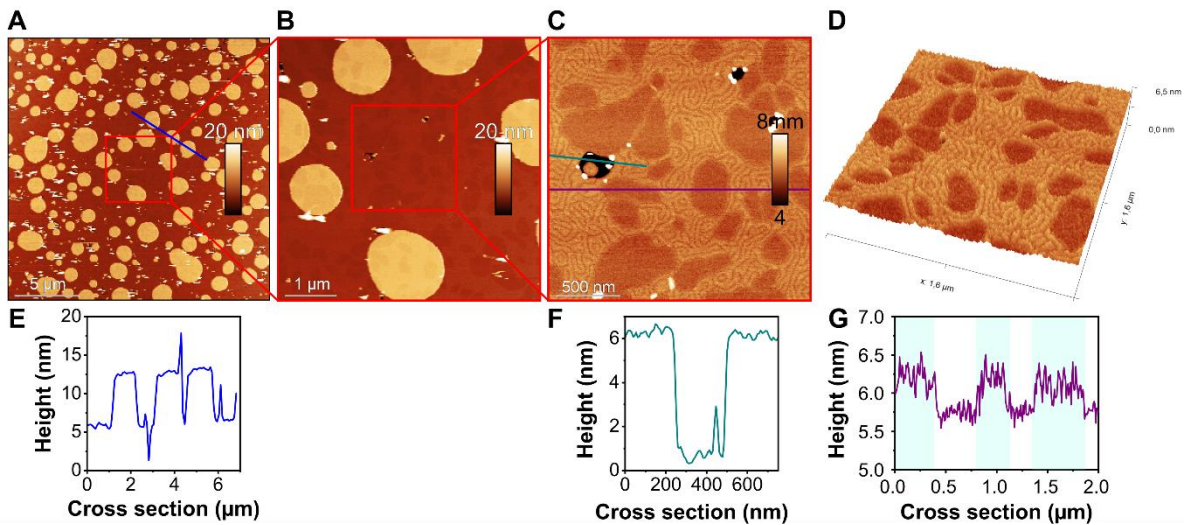 A
B
C
D
20 nm
5 µm
20 nm
1 µm
8 nm
4
500 nm
6,5 nm
0,0 nm
y: 1,6 µm
x: 1,6 µm
E
Height (nm)
20
15
10
5
0
0 2 4 6
Cross section (µm)
F
Height (nm)
6
4
2
0
0 200 400 600
Cross section (nm)
G
Height (nm)
7.0
6.5
6.0
5.5
5.0
0.0 0.5 1.0 1.5 2.0
Cross section (µm)